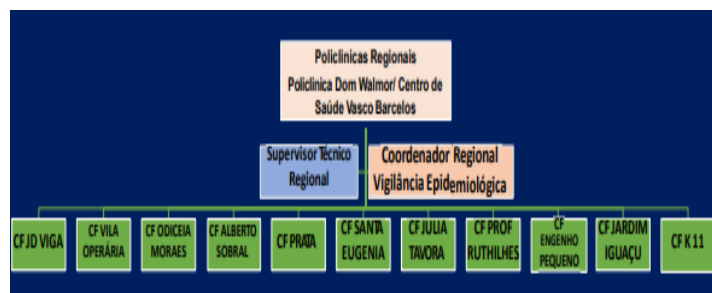 Policlinicas Regionais
Policlinica Dom Walmor/ Centro de
Saúde Vasco Barcelos
Supervisor Técnico
Regional
Coordenador Regional
Vigilância Epidemiológica
CF JD VIGA
CF VILA
OPERÁRIA
CF ODICEIA
MORAES
CF ALBERTO
SOBRAL
CF PRATA
CF SANTA
EUGENIA
CF JULIA
TAVORA
CF PROF
RUTHILHES
CF
ENGENHO
PEQUENO
CF JARDIM
IGUAÇU
CF K 11